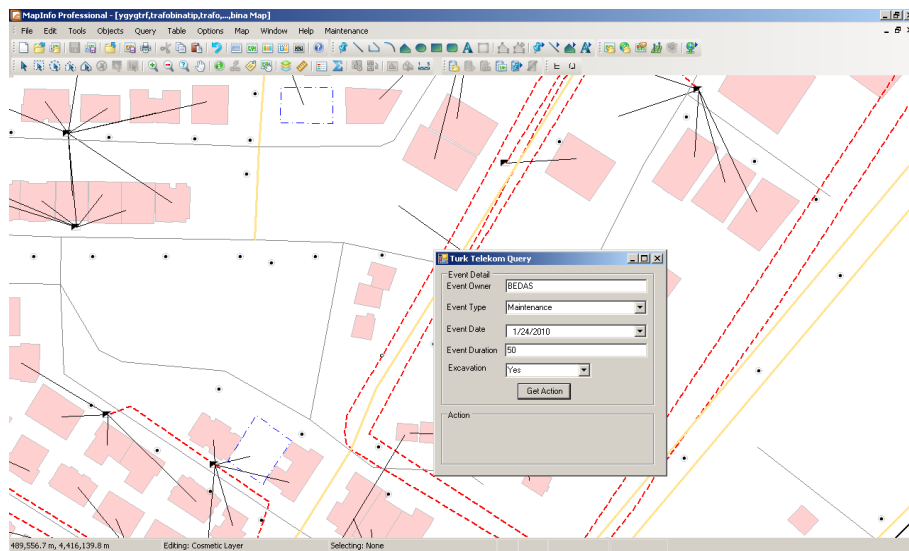 MapInfo Professional - [ygygtrf,trafobinatip,trafo,...,bina Map]
File Edit Tools Objects Query Table Options Map Window Help Maintenance
Turk Telekom Query
Event Detail
Event Owner BEDAS
Event Type Maintenance
Event Date 1/24/2010
Event Duration 50
Excavation Yes
Get Action
Action
489,556.7 m, 4,416,139.8 m Editing: Cosmetic Layer Selecting: None